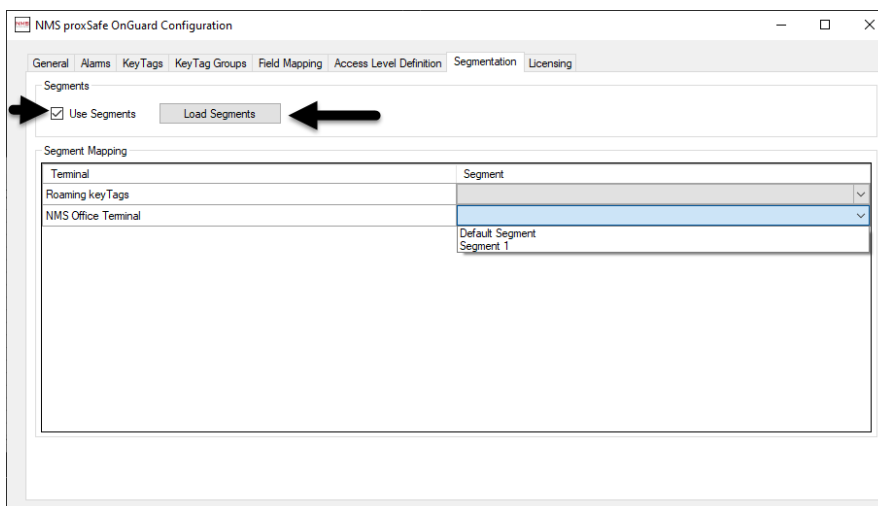 NMS proxSafe OnGuard Configuration
General Alarms KeyTags KeyTag Groups Field Mapping Access Level Definition Segmentation Licensing
Segments
Use Segments Load Segments
Segment Mapping
Terminal Segment
Roaming keyTags
NMS Office Terminal
Default Segment
Segment 1